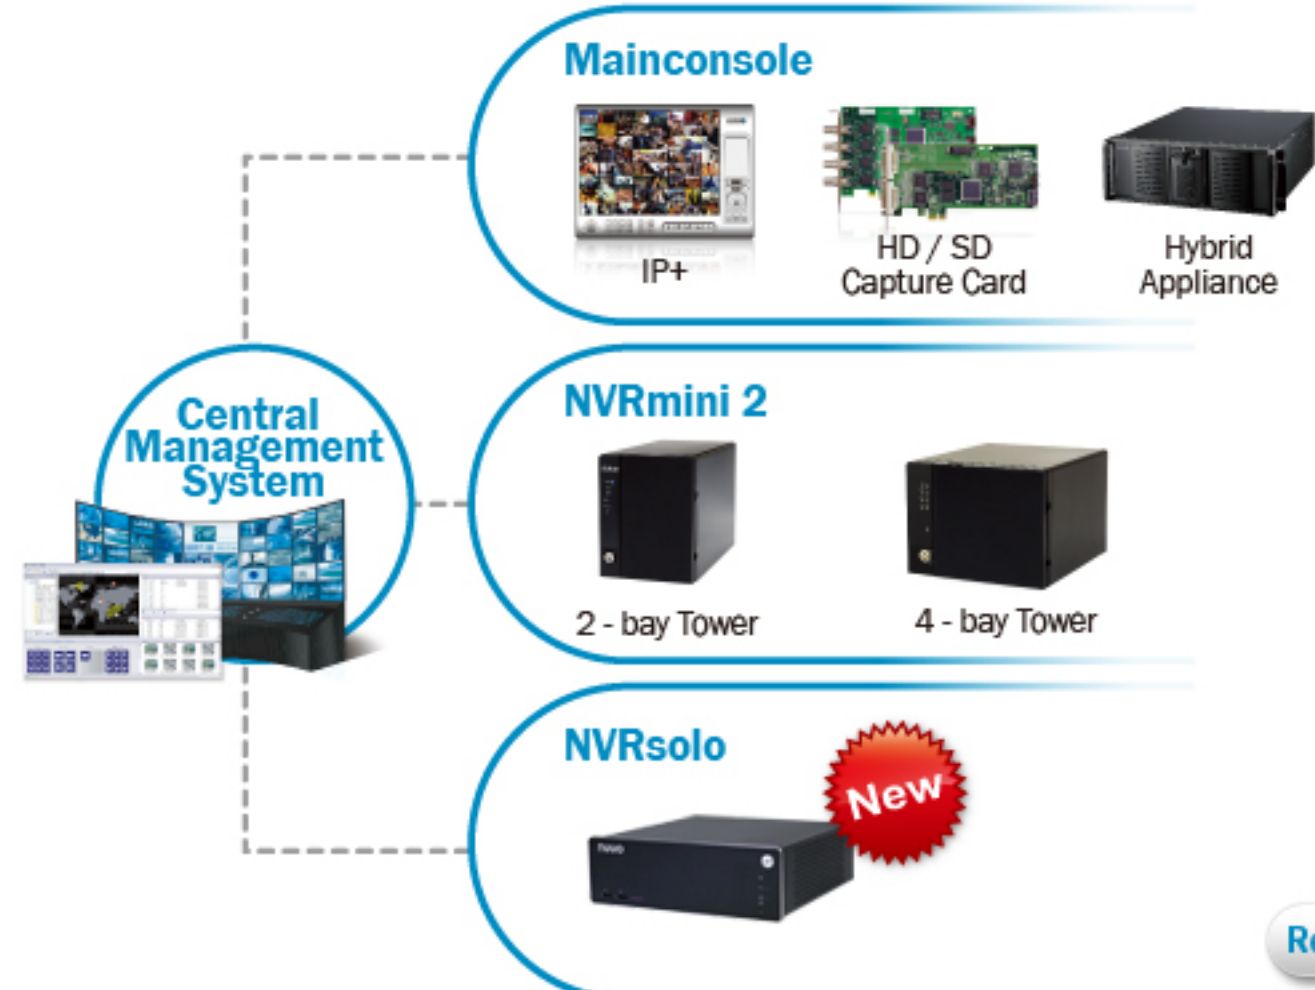 Mainconsole
IP+
HD / SD
Capture Card
Hybrid
Appliance
Central
Management
System
NVRmini 2
2 - bay Tower
4 - bay Tower
NVRsolo
New
nuuo